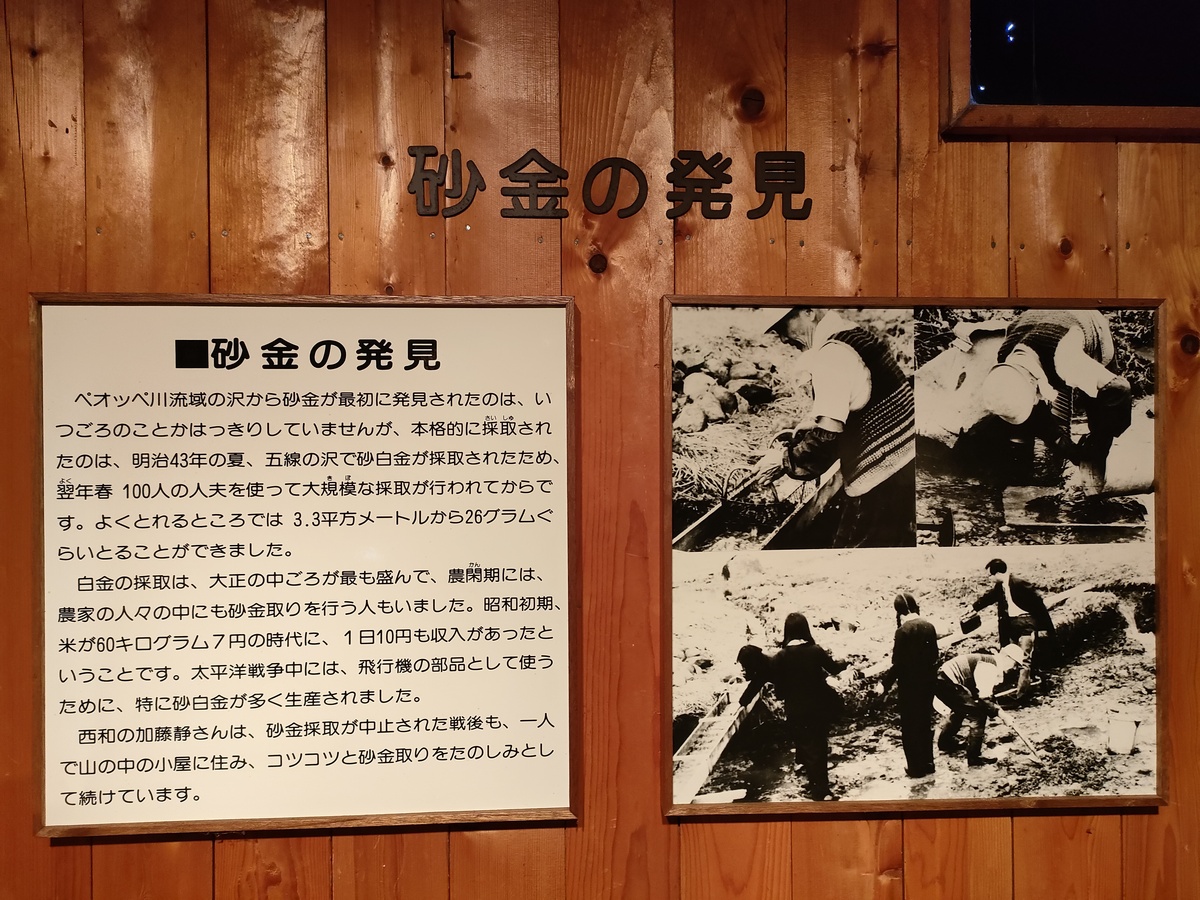 砂金の発見
■砂金の発見
ペオッペ川流域の沢から砂金が最初に発見されたのは、い
つごろのことかはっきりしていませんが、本格的に採取され
たのは、明治43年の夏、五線の沢で砂白金が採取されたため、
翌年春 100人の人夫を使って大規模な採取が行われてからで
す。よくとれるところでは 3.3平方メートルから26グラムぐ
らいとることができました。
白金の採取は、大正の中ごろが最も盛んで、農閑期には、
農家の人々の中にも砂金取りを行う人もいました。昭和初期、
米が60キログラム7円の時代に、1日10円も収入があったと
いうことです。太平洋戦争中には、飛行機の部品として使う
ために、特に砂白金が多く生産されました。
西和の加藤静さんは、砂金採取が中止された戦後も、一人
で山の中の小屋に住み、コツコツと砂金取りをたのしみとし
て続けています。